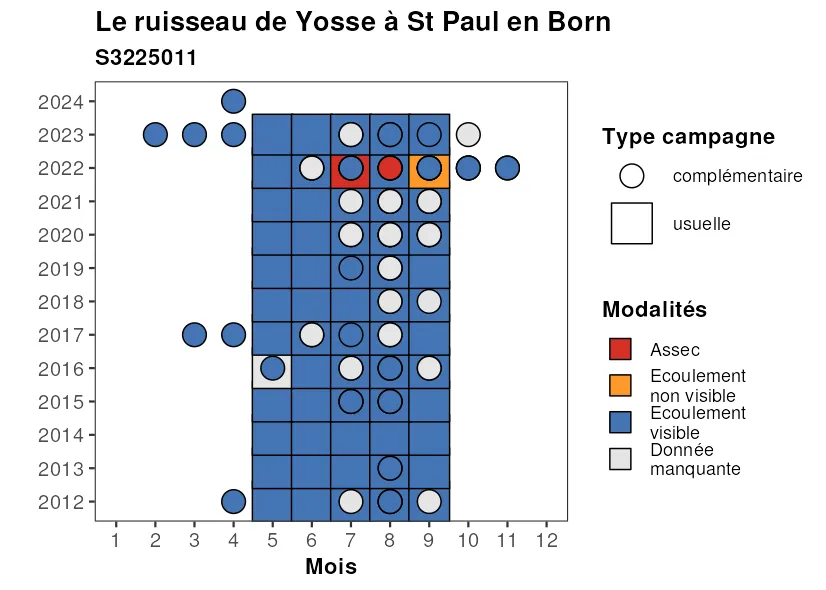 Le ruisseau de Yosse à St Paul en Born
S3225011
2024
2023
2022
2021
2020
2019
2018
2017
2016
2015
2014
2013
2012
1 2 3 4 5 6 7 8 9 10 11 12
Mois
Type campagne
complémentaire
usuelle
Modalités
Assec
Ecoulement
non visible
Ecoulement
visible
Donnée
manquante